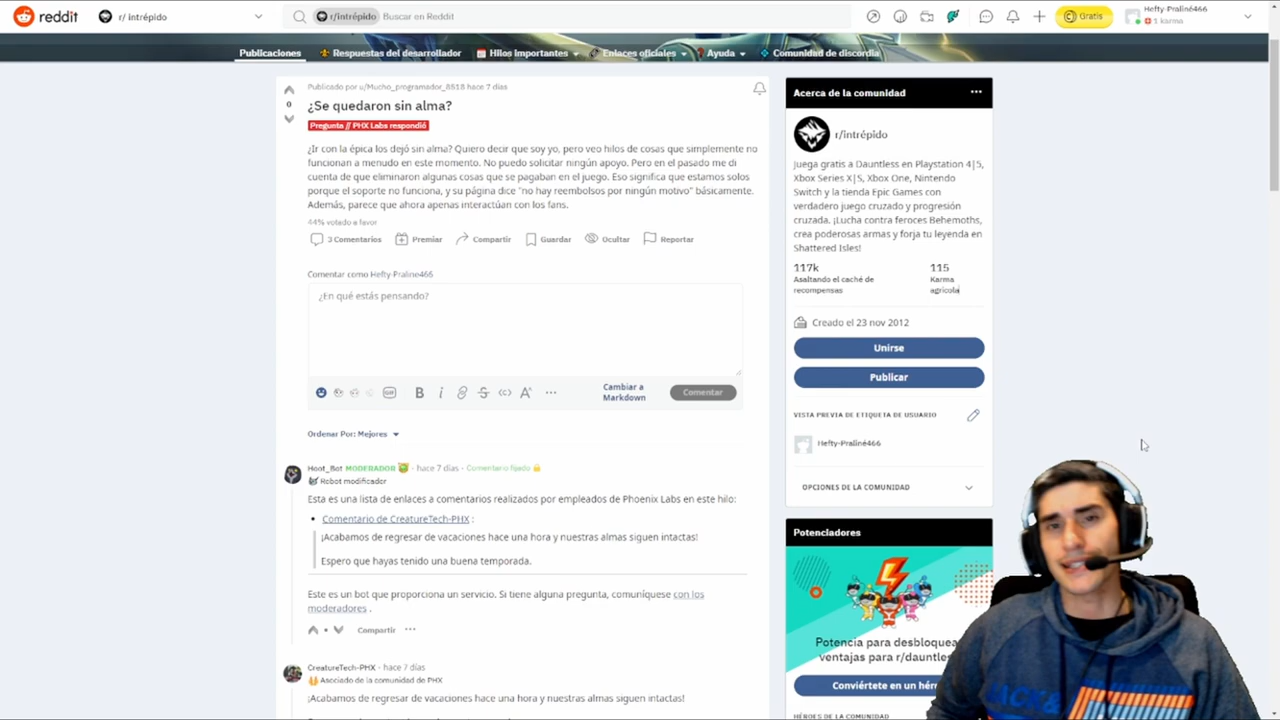 reddit
r/ intrépido
r/intrépido Buscar en Reddit
Gratis
Hefty-Praliné466
1 karma
Publicaciones
Respuestas del desarrollador
Hilos importantes
Enlaces oficiales
Ayuda
Comunidad de discordia
Publicado por u/Mucho_programador_8518 hace 7 días
0
¿Se quedaron sin alma?
Pregunta // PHX Labs respondió
¿Ir con la épica los dejó sin alma? Quiero decir que soy yo, pero veo hilos de cosas que simplemente no
funcionan a menudo en este momento. No puedo solicitar ningún apoyo. Pero en el pasado me di
cuenta de que eliminaron algunas cosas que se pagaban en el juego. Eso significa que estamos solos
porque el soporte no funciona, y su página dice "no hay reembolsos por ningún motivo" básicamente.
Además, parece que ahora apenas interactúan con los fans.
44% votado a favor
3 Comentarios Premiar Compartir Guardar Ocultar Reportar
Comentar como Hefty-Praline466
¿En qué estás pensando?
GIF B i A
Cambiar a
Markdown
Comentar
Ordenar Por: Mejores
Hoot_Bot MODERADOR · hace 7 días · Comentario fijado
Robot modificador
Esta es una lista de enlaces a comentarios realizados por empleados de Phoenix Labs en este hilo:
• Comentario de CreatureTech-PHX :
¡Acabamos de regresar de vacaciones hace una hora y nuestras almas siguen intactas!
Espero que hayas tenido una buena temporada.
Este es un bot que proporciona un servicio. Si tiene alguna pregunta, comuníquese con los
moderadores .
Compartir
CreatureTech-PHX · hace 7 días
Asociado de la comunidad de PHX
¡Acabamos de regresar de vacaciones hace una hora y nuestras almas siguen intactas!
Acerca de la comunidad
r/intrépido
Juega gratis a Dauntless en Playstation 4|5,
Xbox Series X|S, Xbox One, Nintendo
Switch y la tienda Epic Games con
verdadero juego cruzado y progresión
cruzada. ¡Lucha contra feroces Behemoths,
crea poderosas armas y forja tu leyenda en
Shattered Isles!
117k 115
Asaltando el caché de
recompensas
Karma
agrícola
Creado el 23 nov 2012
Unirse
Publicar
VISTA PREVIA DE ETIQUETA DE USUARIO
Hefty-Praliné466
OPCIONES DE LA COMUNIDAD
Potenciadores
Potencia para desbloquea
ventajas para r/dauntle
Conviértete en un hér
HÉROES DE LA COMUNIDAD